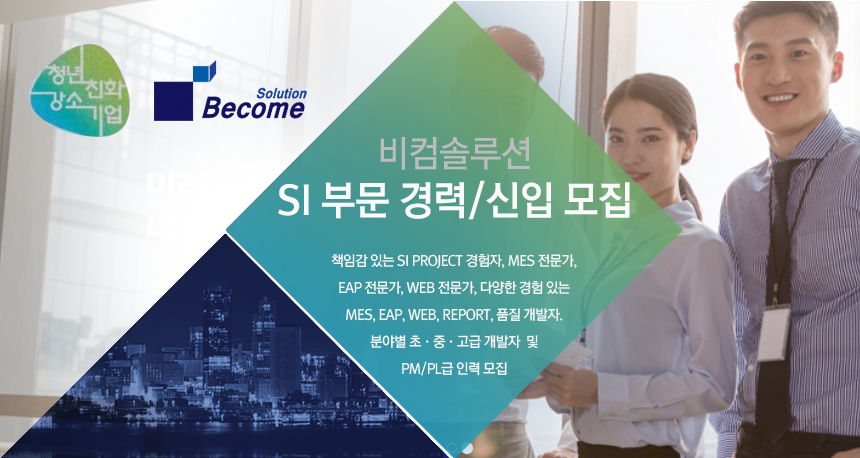 청년
친화
강소
기업
Solution
Become
비컴솔루션
SI 부문 경력/신입 모집
책임감 있는 SI PROJECT 경험자, MES 전문가,
EAP 전문가, WEB 전문가, 다양한 경험 있는
MES, EAP, WEB, REPORT, 품질 개발자.
분야별 초 · 중 · 고급 개발자 및
PM/PL급 인력 모집